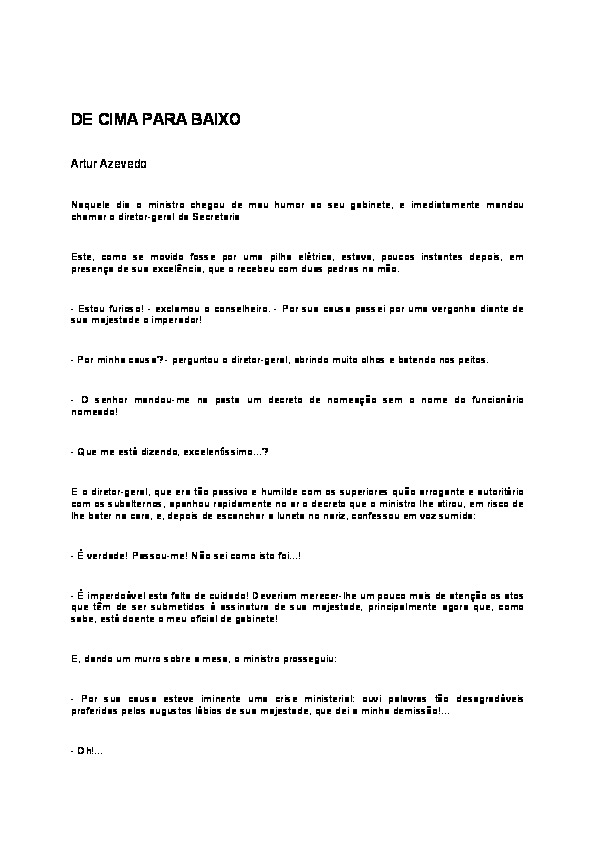 DE CIMA PARA BAIXO
Artur Azevedo
Naquele dia o ministro chegou de mau humor ao seu gabinete, e imediatamente mandou
chamar o diretor-geral da Secretaria
Este, como se movido fosse por uma pilha elétrica, estava, poucos instantes depois, em
presença de sua excelência, que o recebeu com duas pedras na mão.
- Estou furioso! - exclamou o conselheiro. - Por sua causa passei por uma vergonha diante de
sua majestade o imperador!
- Por minha causa? - perguntou o diretor-geral, abrindo muito olhos e batendo nos peitos.
- O senhor mandou-me na pasta um decreto de nomeação sem o nome do funcionário
nomeado!
- Que me está dizendo, excelentíssimo...?
E o diretor-geral, que era tão passivo e humilde com os superiores quão arrogante e autoritário
com os subalternos, apanhou rapidamente no ar o decreto que o ministro lhe atirou, em risco de
lhe bater na cara, e, depois de escanchar a luneta no nariz, confessou em voz sumida:
- É verdade! Passou-me! Não sei como isto foi...!
- É imperdoável esta falta de cuidado! Deveriam merecer-lhe um pouco mais de atenção os atos
que têm de ser submetidos à assinatura de sua majestade, principalmente agora que, como
sabe, está doente o meu oficial de gabinete!
E, dando um murro sobre a mesa, o ministro prosseguiu:
- Por sua causa esteve iminente uma crise ministerial: ouvi palavras tão desagradáveis
proferidas pelos augustos lábios de sua majestade, que dei a minha demissão!...
- Oh!...